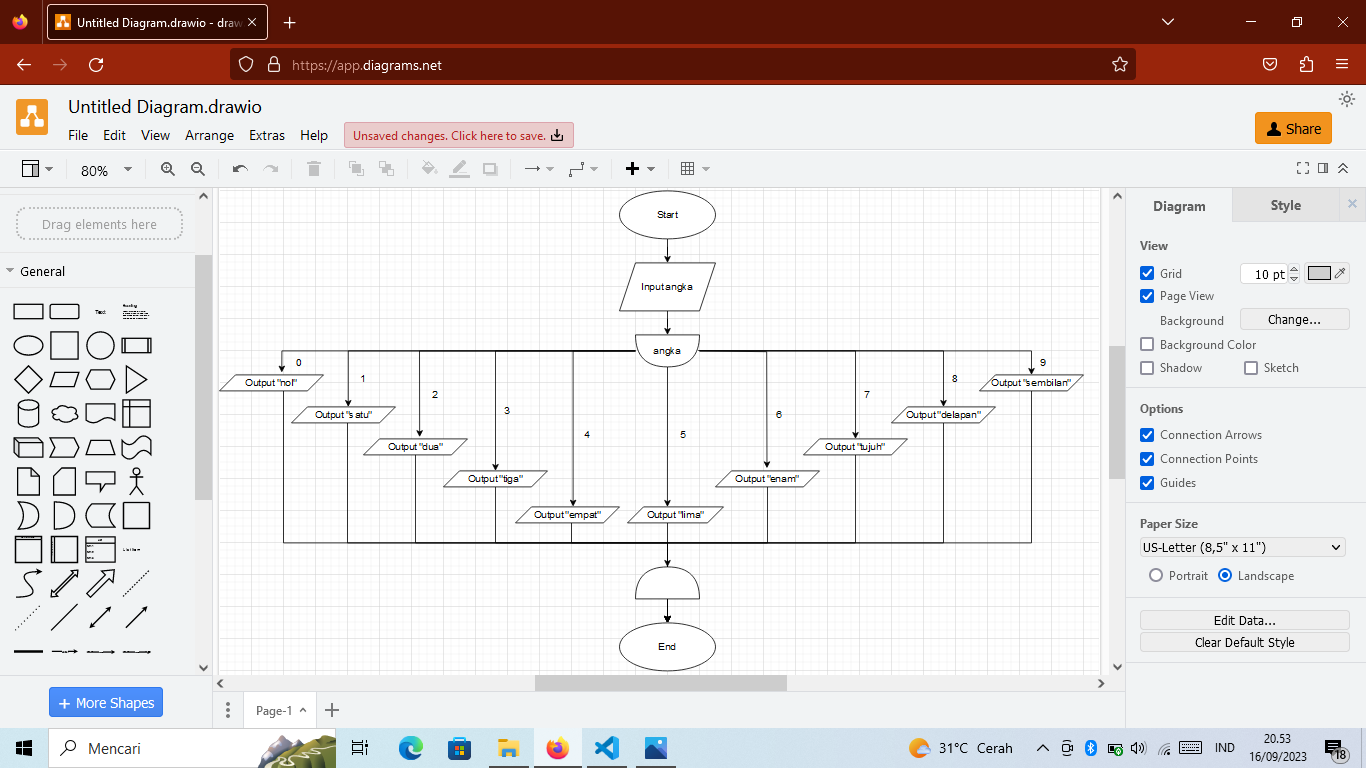 Untitled Diagram.drawio - draw
https://app.diagrams.net
Untitled Diagram.drawio
File Edit View Arrange Extras Help
Unsaved changes. Click here to save.
Share
80%
Drag elements here
General
Text
Heading
List Item
+ More Shapes
Start
Input angka
angka
0
1
2
3
4
5
6
7
8
9
Output "nol"
Output "satu"
Output "dua"
Output "tiga"
Output "empat"
Output "lima"
Output "enam"
Output "tujuh"
Output "delapan"
Output "sembilan"
End
Page-1
Diagram Style
View
Grid 10 pt
Page View
Background Change...
Background Color
Shadow Sketch
Options
Connection Arrows
Connection Points
Guides
Paper Size
US-Letter (8,5" x 11")
Portrait Landscape
Edit Data...
Clear Default Style
Mencari
31°C Cerah
IND
20.53
16/09/2023
18